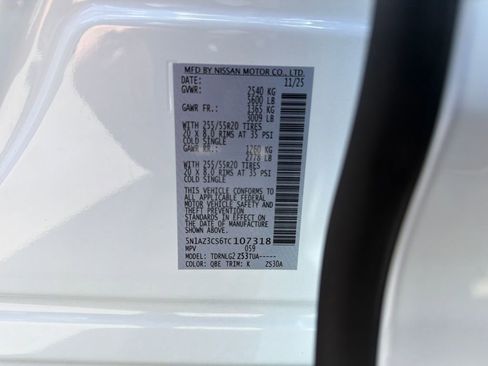 MFD BY NISSAN MOTOR CO., LTD.
DATE: 11/25
GVWR: 2540 KG
5600 LB
GAWR FR.: 1365 KG
3009 LB
WITH 255/55R20 TIRES
20 X 8.0 RIMS AT 35 PSI
COLD SINGLE
GAWR RR.: 1260 KG
2778 LB
WITH 255/55R20 TIRES
20 X 8.0 RIMS AT 35 PSI
COLD SINGLE
THIS VEHICLE CONFORMS TO
ALL APPLICABLE FEDERAL
MOTOR VEHICLE SAFETY AND
THEFT PREVENTION
STANDARDS IN EFFECT ON
THE DATE OF MANUFACTURE
SHOWN ABOVE.
5N1AZ3CS6TC107318
MPV 059
MODEL: TDRNLG2Z53TUA-----
COLOR: QBE TRIM: K ZS30A